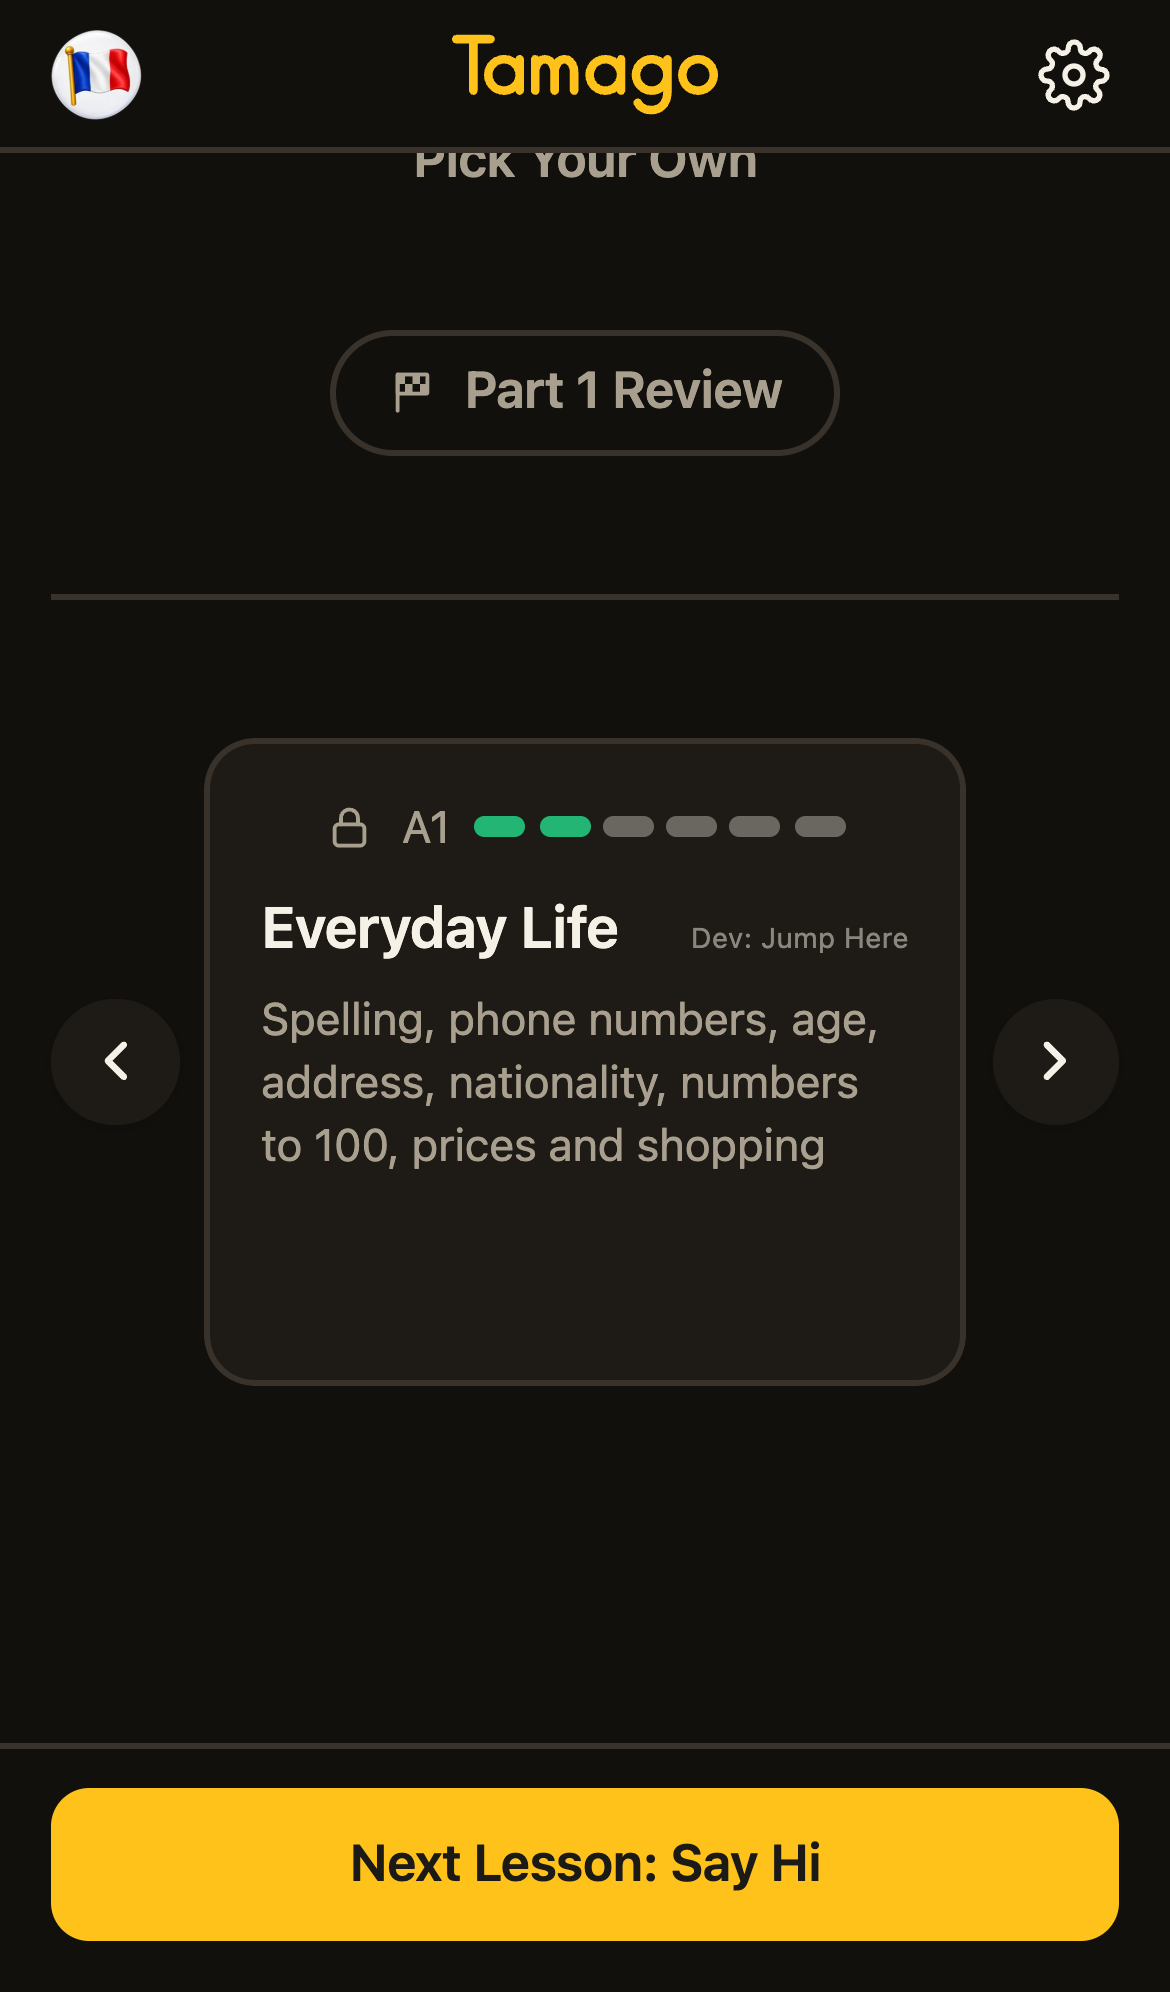 Tamago
Pick Your Own
Part 1 Review
A1
Everyday Life
Dev: Jump Here
Spelling, phone numbers, age,
address, nationality, numbers
to 100, prices and shopping
Next Lesson: Say Hi